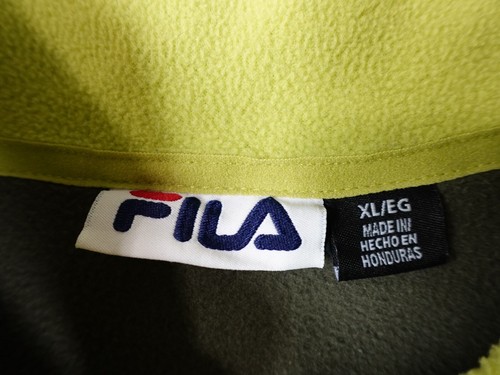 FILA
XL/EG
MADE IN/
HECHO EN
HONDURAS